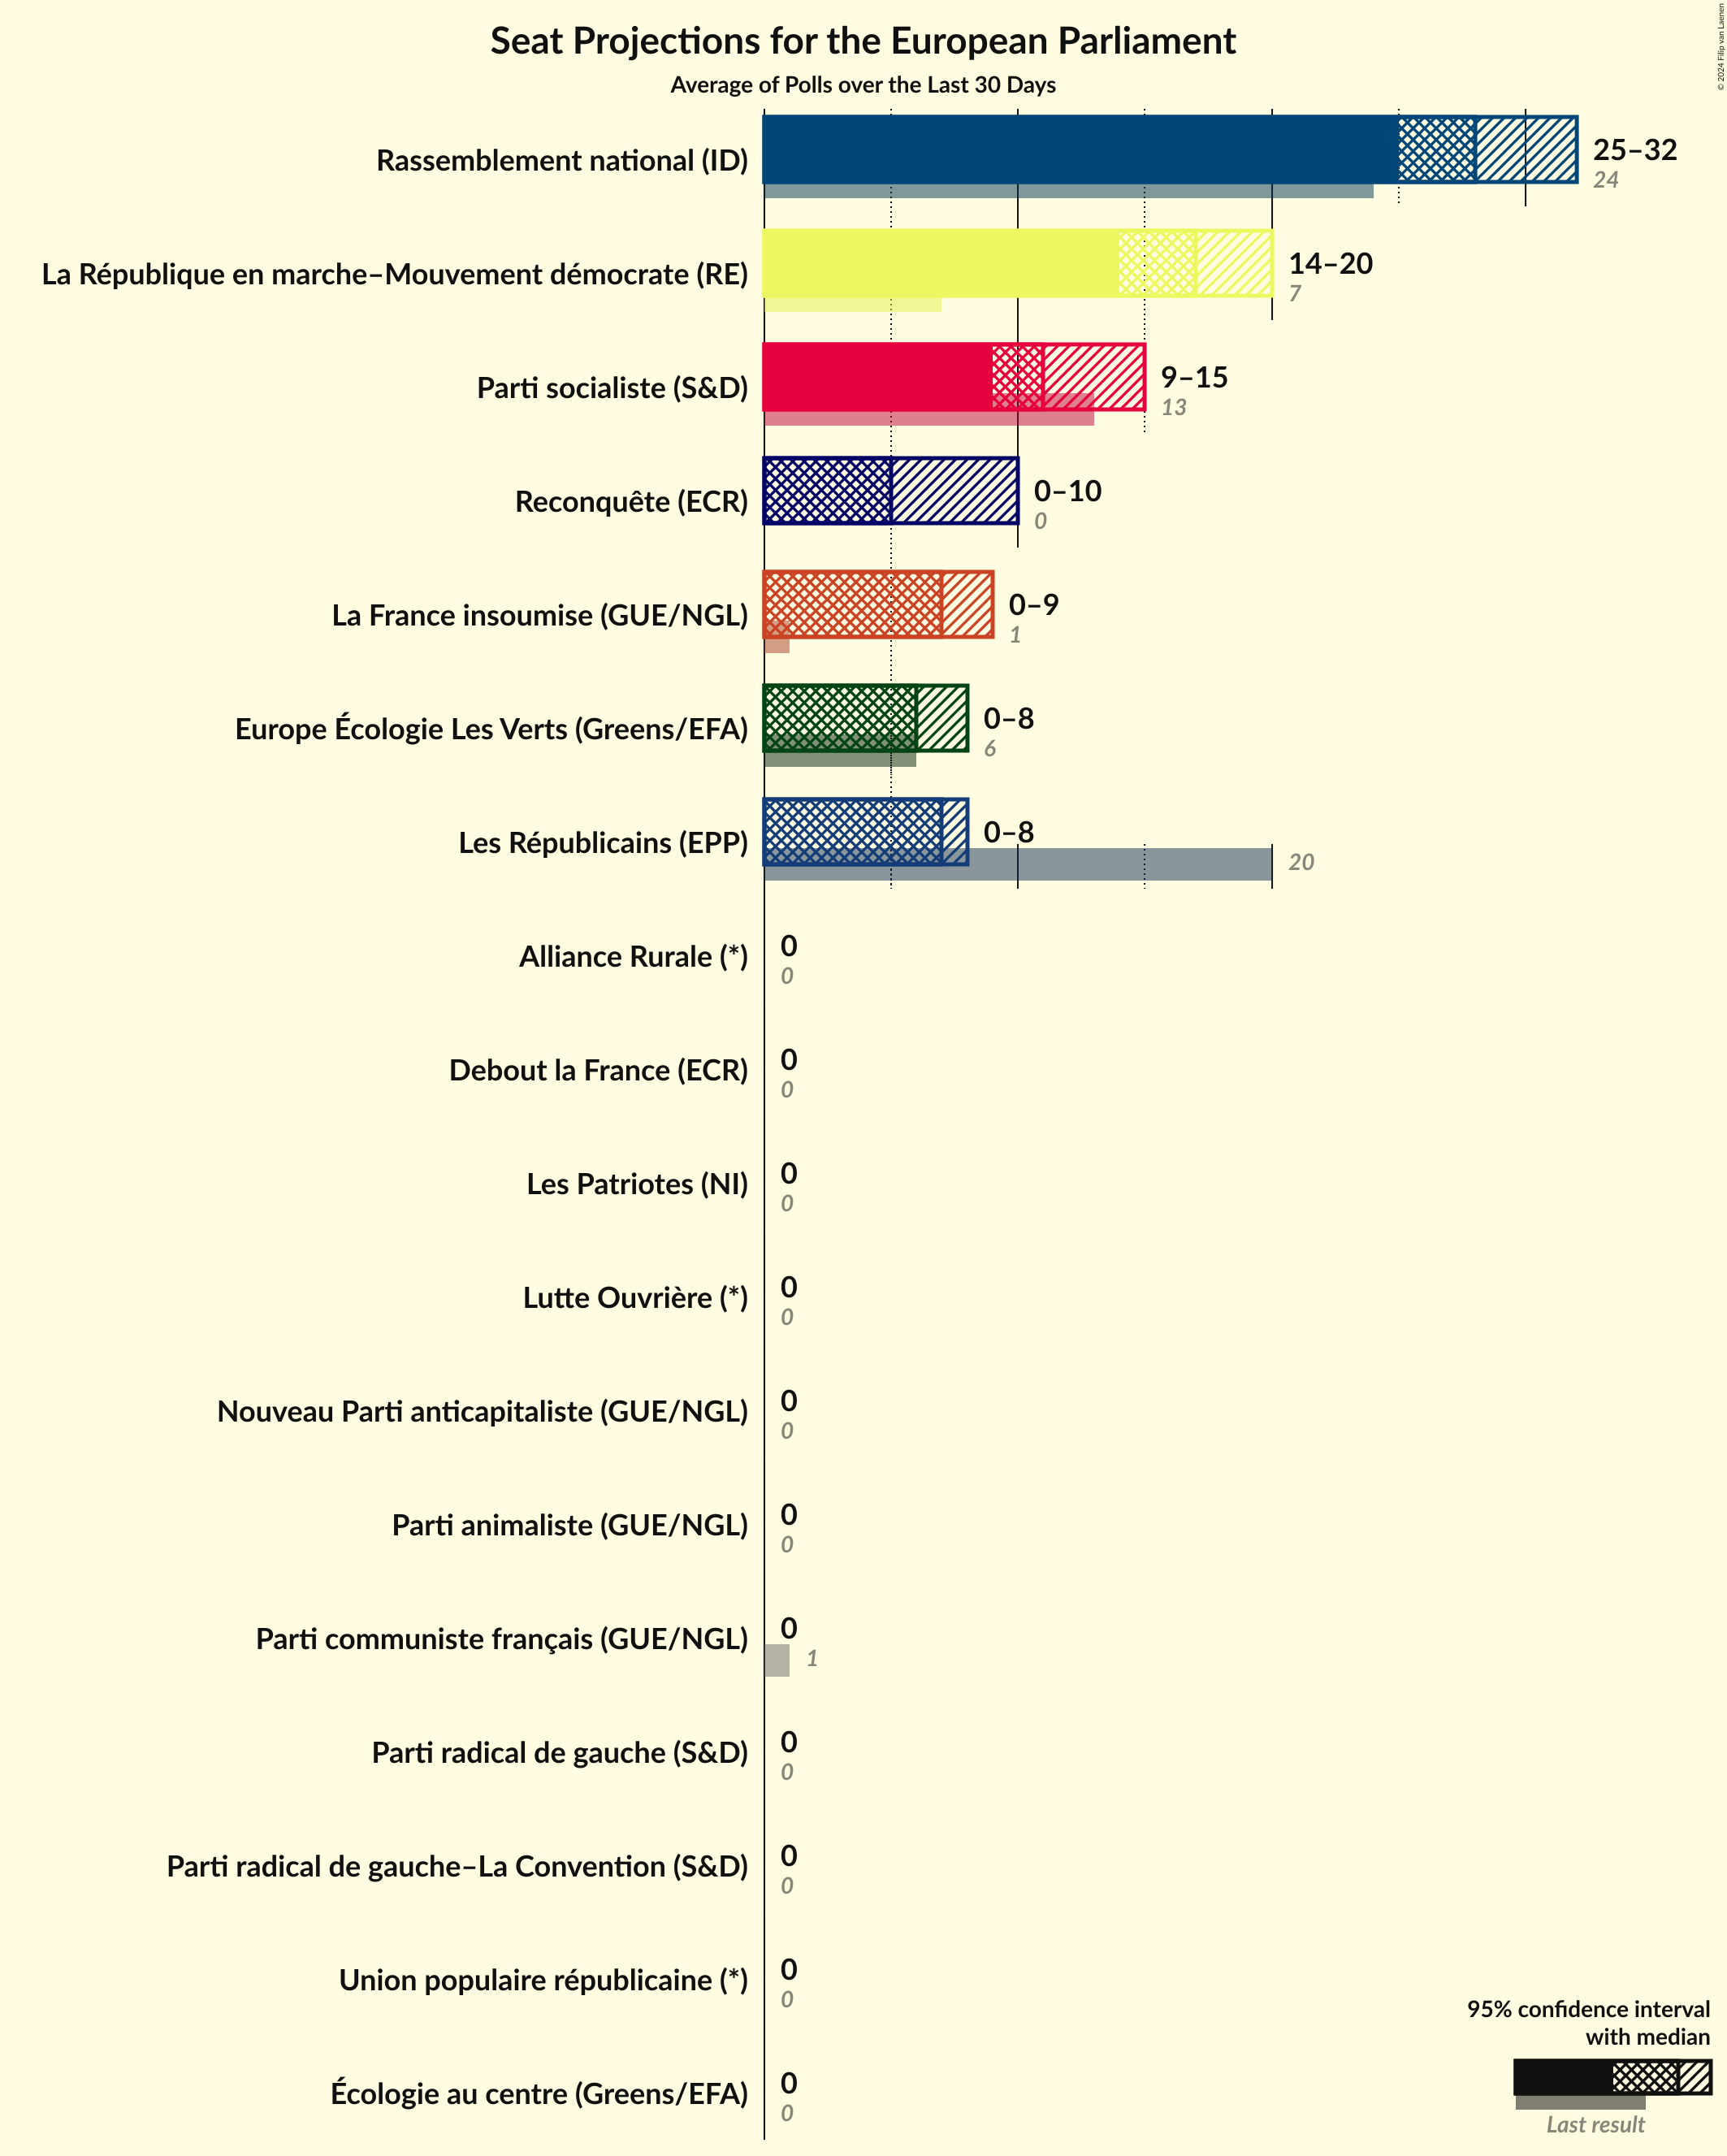 Seat Projections for the European Parliament
Average of Polls over the Last 30 Days
© 2024 Filip van Laenen
Rassemblement national (ID)
25–32
24
La République en marche–Mouvement démocrate (RE)
14–20
7
Parti socialiste (S&D)
9–15
13
Reconquête (ECR)
0–10
0
La France insoumise (GUE/NGL)
0–9
1
Europe Écologie Les Verts (Greens/EFA)
0–8
6
Les Républicains (EPP)
0–8
20
Alliance Rurale (*)
0
0
Debout la France (ECR)
0
0
Les Patriotes (NI)
0
0
Lutte Ouvrière (*)
0
0
Nouveau Parti anticapitaliste (GUE/NGL)
0
0
Parti animaliste (GUE/NGL)
0
0
Parti communiste français (GUE/NGL)
0
1
Parti radical de gauche (S&D)
0
0
Parti radical de gauche–La Convention (S&D)
0
0
Union populaire républicaine (*)
0
0
Écologie au centre (Greens/EFA)
0
0
95% confidence interval
with median
Last result